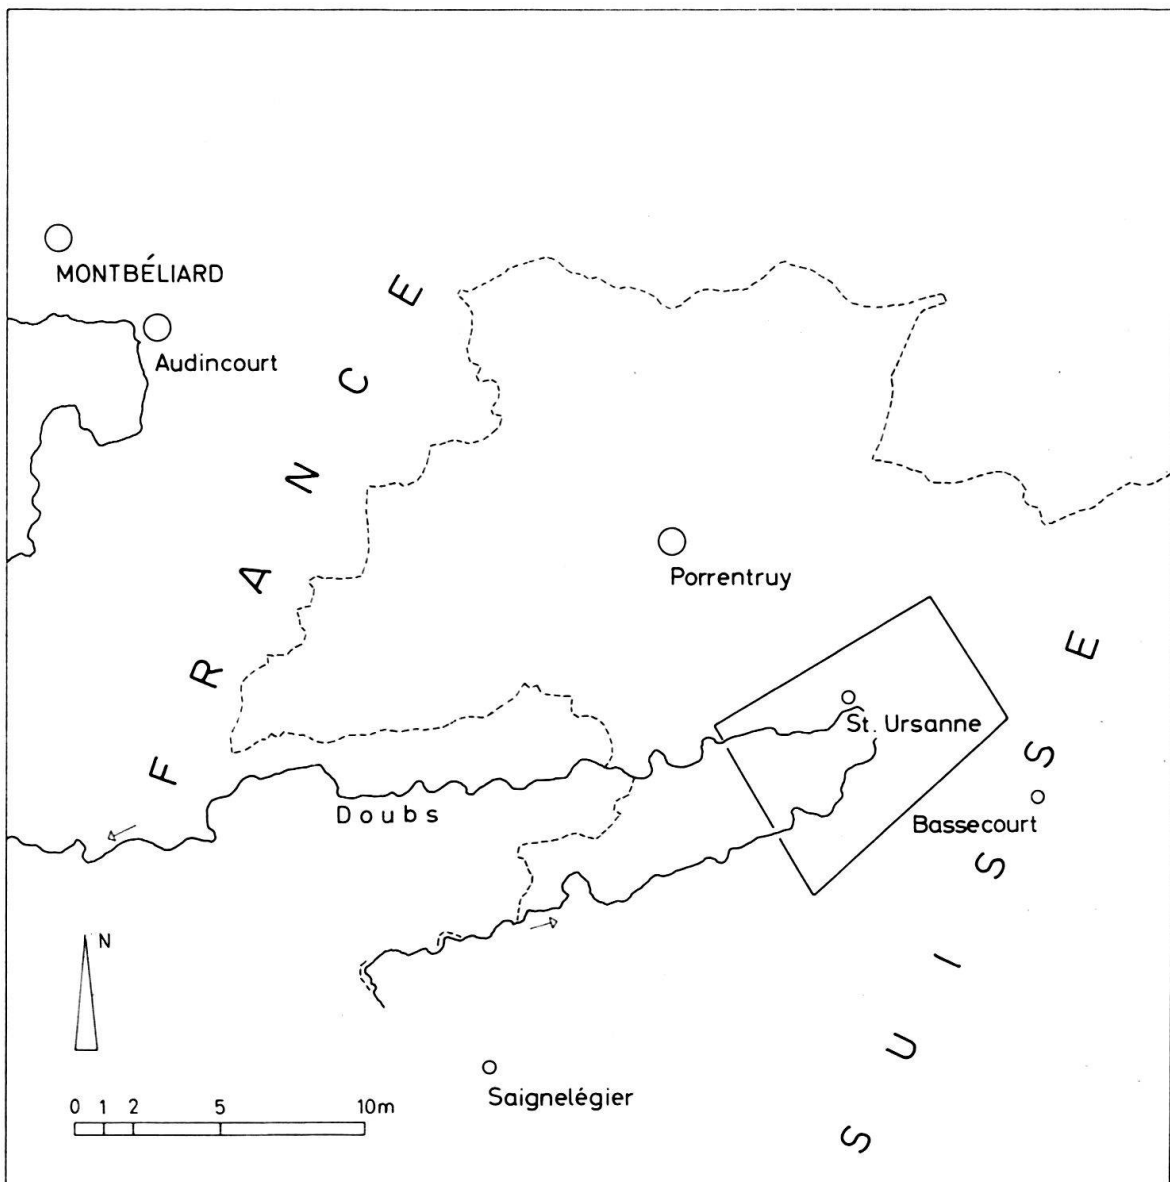 MONTBÉLIARD
Audincourt
FRANCE
Porrentruy
St. Ursanne
Doubs
Bassecourt
SUISSE
N
Saignelégier
0 1 2 5 10m